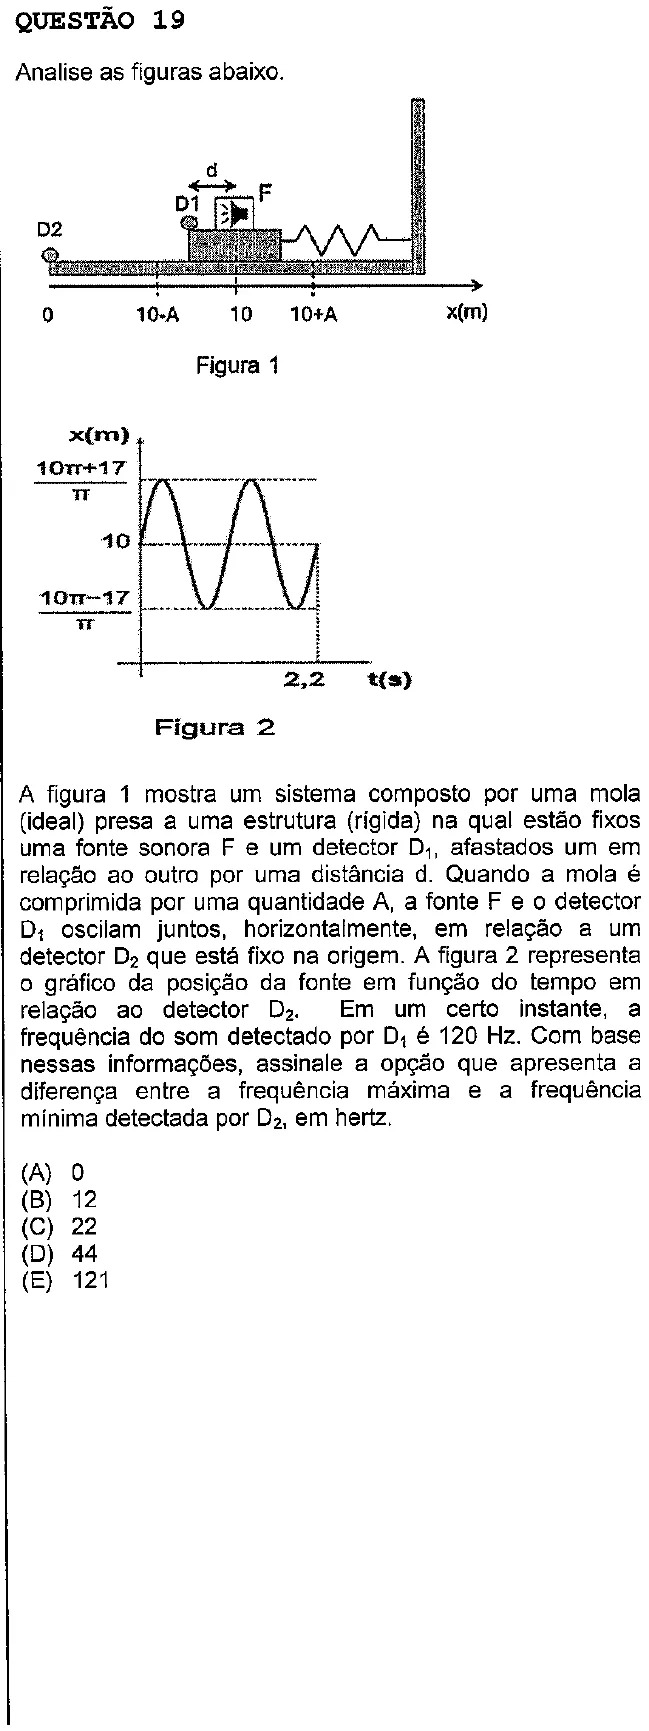 QUESTÃO 19
Analise as figuras abaixo.
d
F
D1
D2
0 10-A 10 10+A x(m)
Figura 1
x(m)
10π+17
π
10
10π−17
π
2,2 t(s)
Figura 2
A figura 1 mostra um sistema composto por uma mola
(ideal) presa a uma estrutura (rígida) na qual estão fixos
uma fonte sonora F e um detector D₁, afastados um em
relação ao outro por uma distância d. Quando a mola é
comprimida por uma quantidade A, a fonte F e o detector
D₁ oscilam juntos, horizontalmente, em relação a um
detector D₂ que está fixo na origem. A figura 2 representa
o gráfico da posição da fonte em função do tempo em
relação ao detector D₂. Em um certo instante, a
frequência do som detectado por D₁ é 120 Hz. Com base
nessas informações, assinale a opção que apresenta a
diferença entre a frequência máxima e a frequência
mínima detectada por D₂, em hertz.
(A) 0
(B) 12
(C) 22
(D) 44
(E) 121